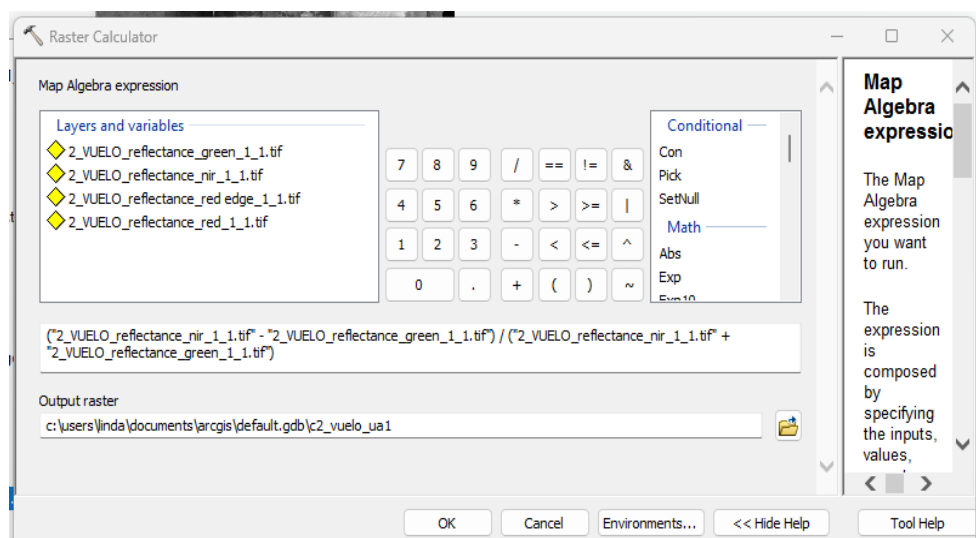 Raster Calculator
Map Algebra expression
Layers and variables
2_VUELO_reflectance_green_1_1.tif
2_VUELO_reflectance_nir_1_1.tif
2_VUELO_reflectance_red edge_1_1.tif
2_VUELO_reflectance_red_1_1.tif
7 8 9 / == != &
4 5 6 * > >= |
1 2 3 - < <= ^
0 . + ( ) ~
Conditional
Con
Pick
SetNull
Math
Abs
Exp
Exp10
("2_VUELO_reflectance_nir_1_1.tif" - "2_VUELO_reflectance_green_1_1.tif") / ("2_VUELO_reflectance_nir_1_1.tif" +
"2_VUELO_reflectance_green_1_1.tif")
Output raster
c:\users\linda\documents\arcgis\default.gdb\c2_vuelo_ua1
OK Cancel Environments... << Hide Help Tool Help
Map
Algebra
expressio
The Map
Algebra
expression
you want
to run.
The
expression
is
composed
by
specifying
the inputs,
values,